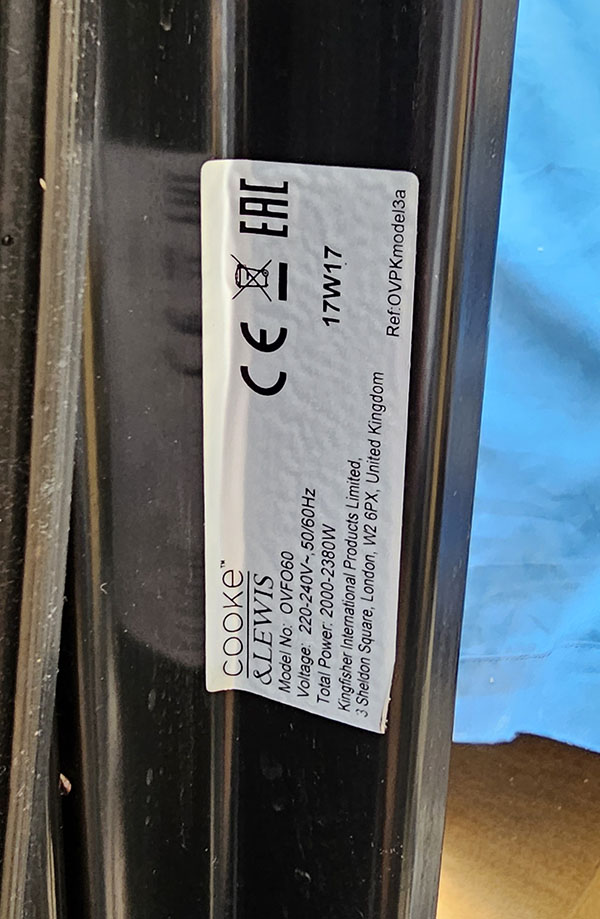 COOKE™
&LEWIS
Model No: OVFO60
Voltage: 220-240V~,50/60Hz
Total Power: 2000-2380W
Kingfisher International Products Limited,
3 Sheldon Square, London, W2 6PX, United Kingdom
CE
EAC
17W17
Ref:OVPKmodel3a